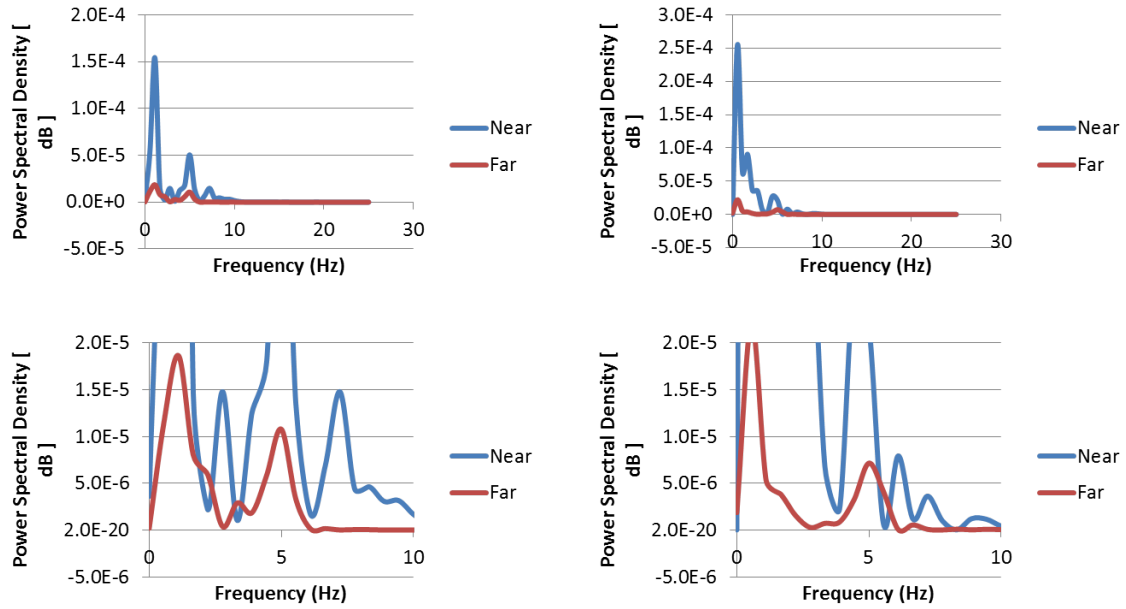 2.0E-4
1.5E-4
1.0E-4
5.0E-5
0.0E+0
-5.0E-5
Power Spectral Density [
dB ]
0
10
20
30
Frequency (Hz)
Near
Far
3.0E-4
2.5E-4
2.0E-4
1.5E-4
1.0E-4
5.0E-5
0.0E+0
-5.0E-5
Power Spectral Density [
dB ]
0
10
20
30
Frequency (Hz)
Near
Far
2.0E-5
1.5E-5
1.0E-5
5.0E-6
2.0E-20
-5.0E-6
Power Spectral Density [
dB ]
0
5
10
Frequency (Hz)
Near
Far
2.0E-5
1.5E-5
1.0E-5
5.0E-6
2.0E-20
-5.0E-6
Power Spectral Density [
dB ]
0
5
10
Frequency (Hz)
Near
Far